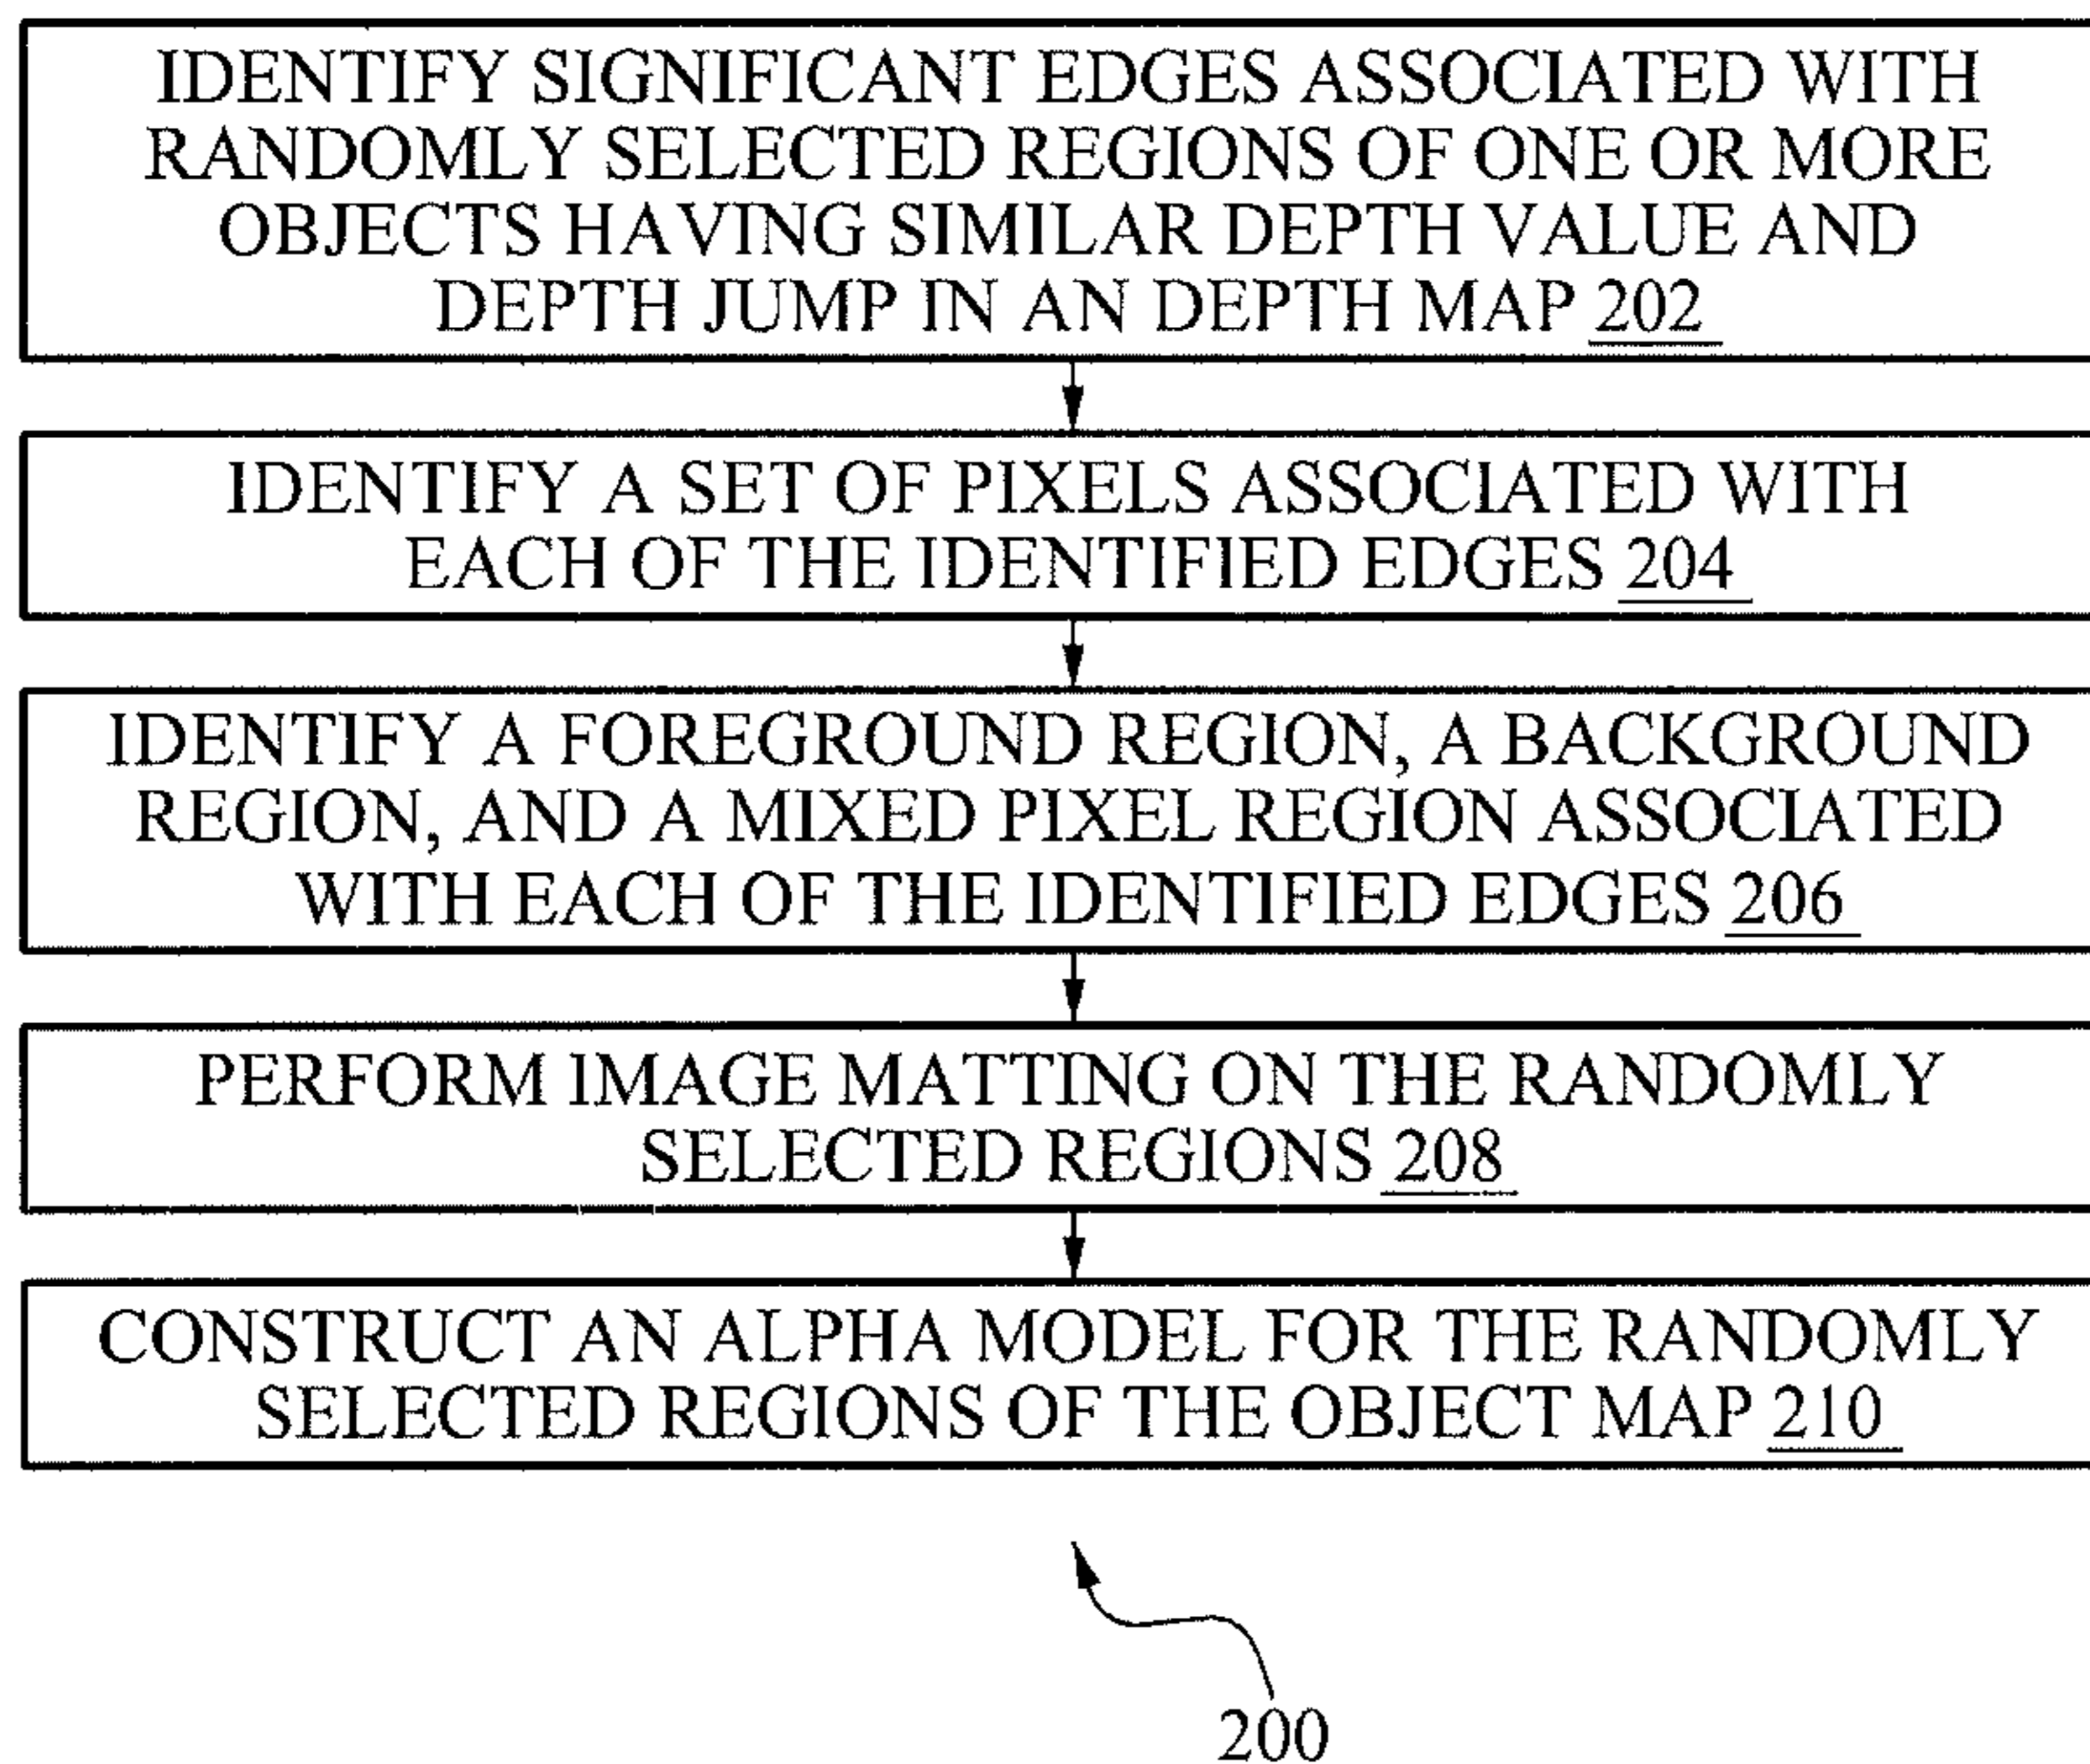 IDENTIFY SIGNIFICANT EDGES ASSOCIATED WITH
RANDOMLY SELECTED REGIONS OF ONE OR MORE
OBJECTS HAVING SIMILAR DEPTH VALUE AND
DEPTH JUMP IN AN DEPTH MAP 202
IDENTIFY A SET OF PIXELS ASSOCIATED WITH
EACH OF THE IDENTIFIED EDGES 204
IDENTIFY A FOREGROUND REGION, A BACKGROUND
REGION, AND A MIXED PIXEL REGION ASSOCIATED
WITH EACH OF THE IDENTIFIED EDGES 206
PERFORM IMAGE MATTING ON THE RANDOMLY
SELECTED REGIONS 208
CONSTRUCT AN ALPHA MODEL FOR THE RANDOMLY
SELECTED REGIONS OF THE OBJECT MAP 210
200